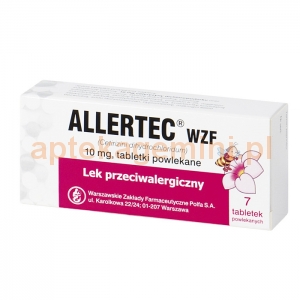 ALLERTEC® WZF
(Cetirizini dihydrochloridum)
10 mg, tabletki powlekane
Lek przeciwalergiczny
Warszawskie Zakłady Farmaceutyczne Polfa S.A.
ul. Karolkowa 22/24; 01-207 Warszawa
7
tabletek
powlekanych